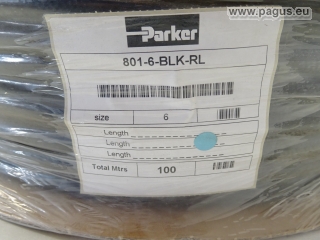 www.pagus.eu
Parker
801-6-BLK-RL
size 6
Length
Length
Length
Total Mtrs 100